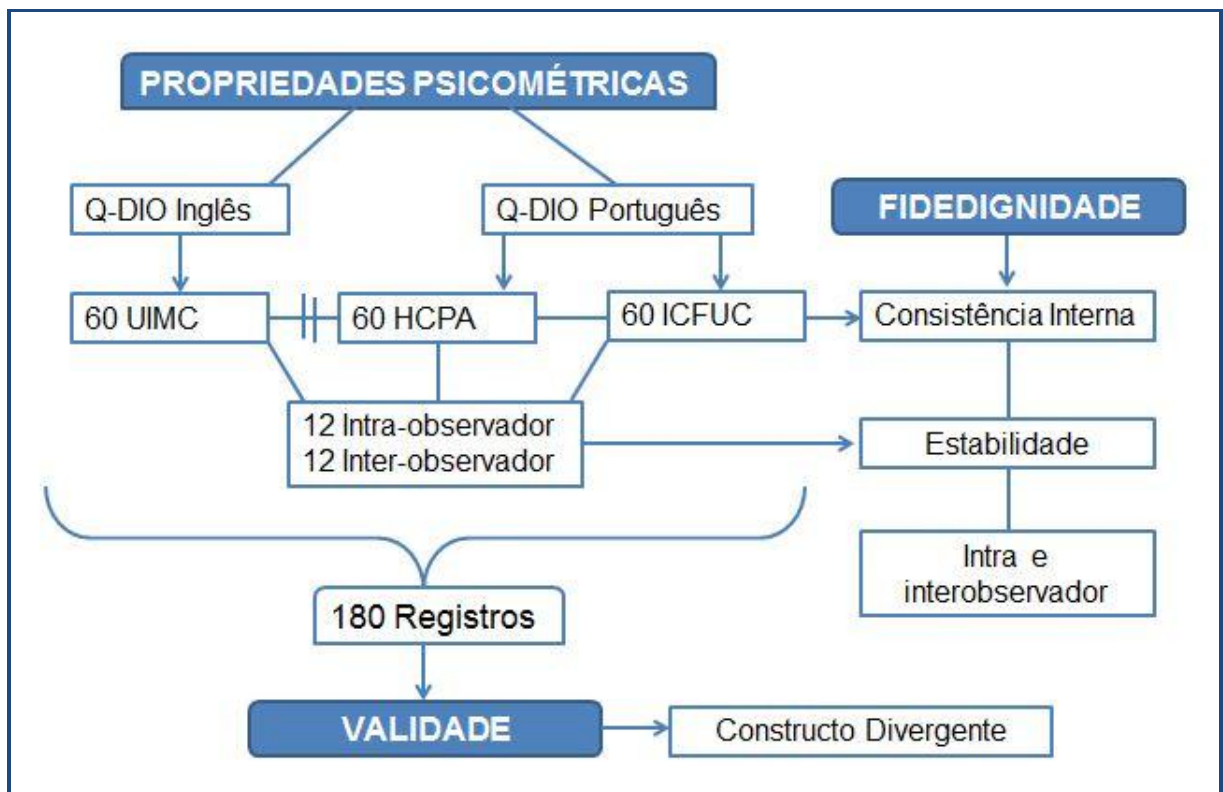 PROPRIEDADES PSICOMÉTRICAS
Q-DIO Inglês
Q-DIO Português
FIDEDIGNIDADE
60 UIMC
60 HCPA
60 ICFUC
Consistência Interna
12 Intra-observador
12 Inter-observador
Estabilidade
Intra e
interobservador
180 Registros
VALIDADE
Constructo Divergente